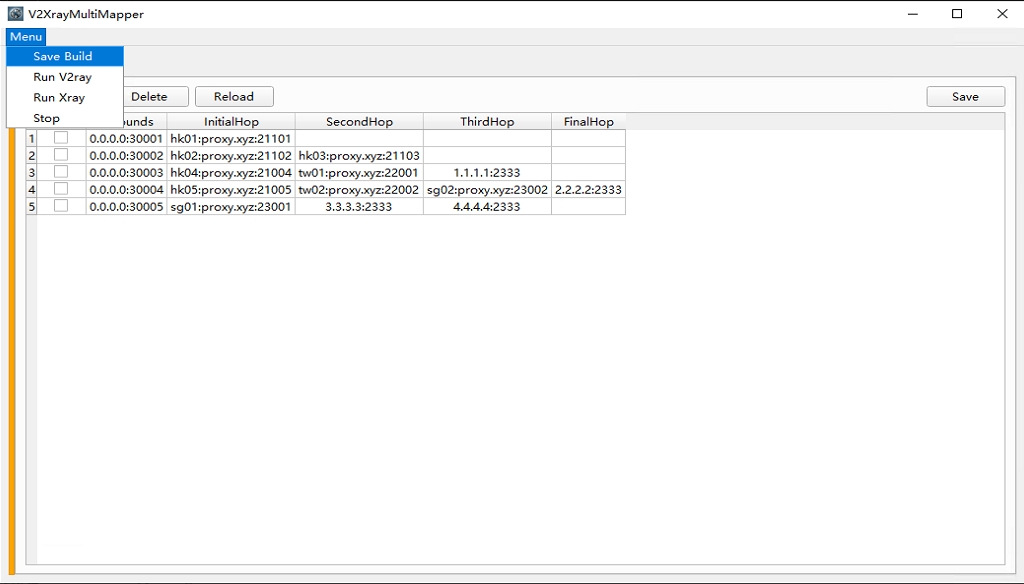 V2XrayMultiMapper
Menu
Save Build
Run V2ray
Run Xray
Stop
Delete Reload Save
InitialHop SecondHop ThirdHop FinalHop
1 0.0.0.0:30001 hk01:proxy.xyz:21101
2 0.0.0.0:30002 hk02:proxy.xyz:21102 hk03:proxy.xyz:21103
3 0.0.0.0:30003 hk04:proxy.xyz:21004 tw01:proxy.xyz:22001 1.1.1.1:2333
4 0.0.0.0:30004 hk05:proxy.xyz:21005 tw02:proxy.xyz:22002 sg02:proxy.xyz:23002 2.2.2.2:2333
5 0.0.0.0:30005 sg01:proxy.xyz:23001 3.3.3.3:2333 4.4.4.4:2333